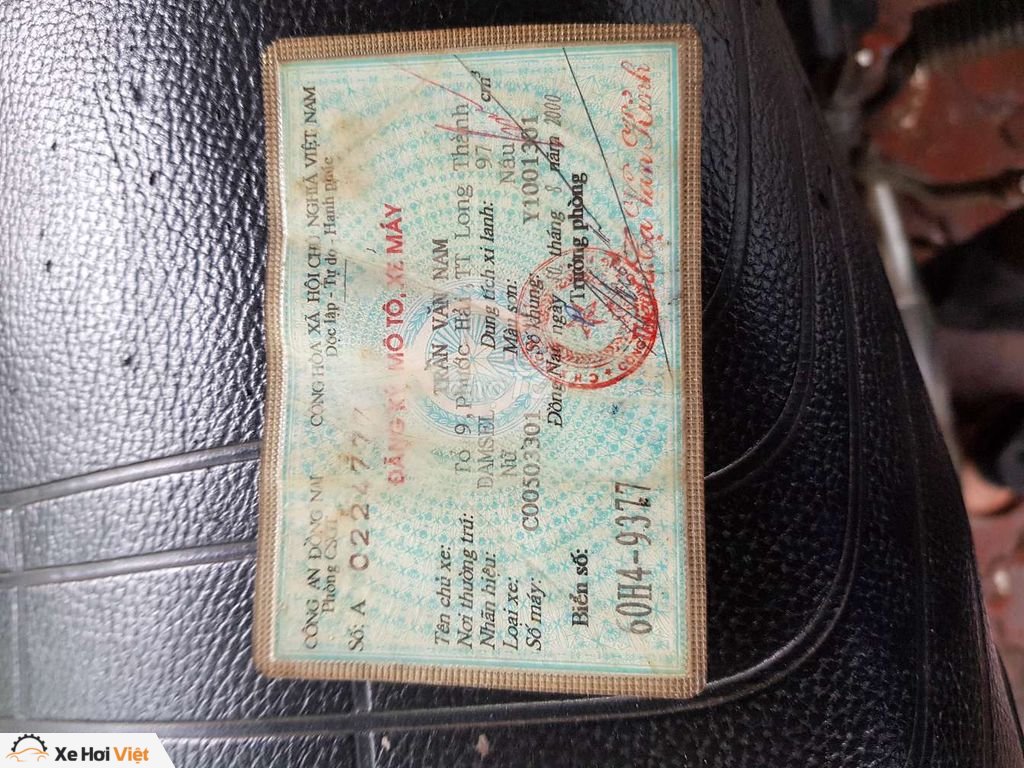 CÔNG AN ĐỒNG NAI CỘNG HÒA XÃ HỘI CHỦ NGHĨA VIỆT NAM
Phòng CSGT Độc lập - Tự do - Hạnh phúc
Số: A 0224777
ĐĂNG KÝ MÔ TÔ, XE MÁY
Tên chủ xe: TRẦN VĂN NAM
Nơi thường trú: Tổ 9, P Phước Hải TT Long Thành
Nhãn hiệu: DAMSEL Dung tích xi lanh: 97 cm³
Loại xe: Nữ Màu sơn: Nâu
Số máy: C00503301 Số khung: Y1001361
Đồng Nai ngày tháng 8 năm 2000
Biển số: Trưởng phòng
60H4-9377
Xe Hơi Việt